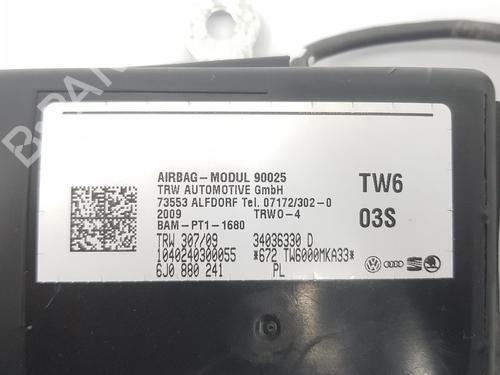 AIRBAG-MODUL 90025
TRW AUTOMOTIVE GmbH
73553 ALFDORF Tel. 07172/302-0
2009 TRWO-4
BAM-PT1-1680
TRW 307/09 34036330 D
1040240300055 *672 TW6000MKA33*
6J0 880 241 PL
TW6
03S